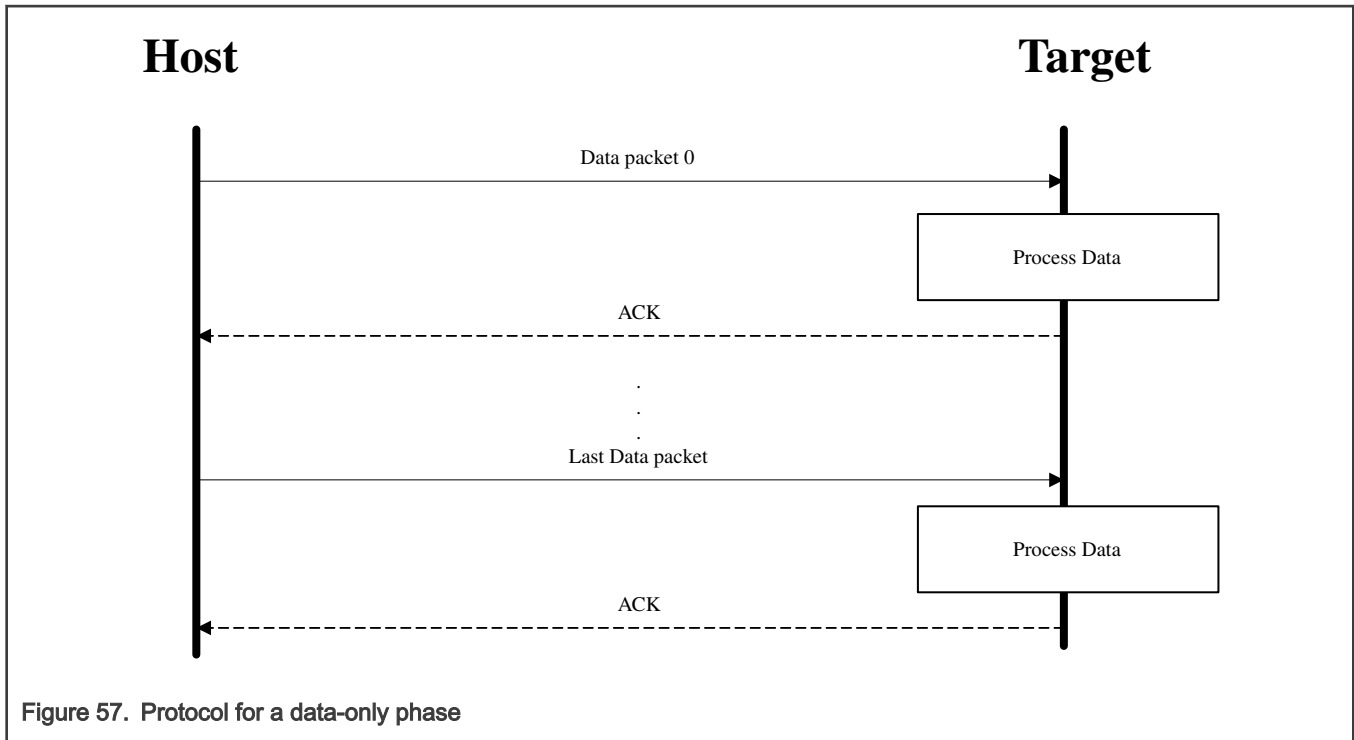 Host
Target
Data packet 0
Process Data
ACK
.
.
.
Last Data packet
Process Data
ACK
Figure 57. Protocol for a data-only phase